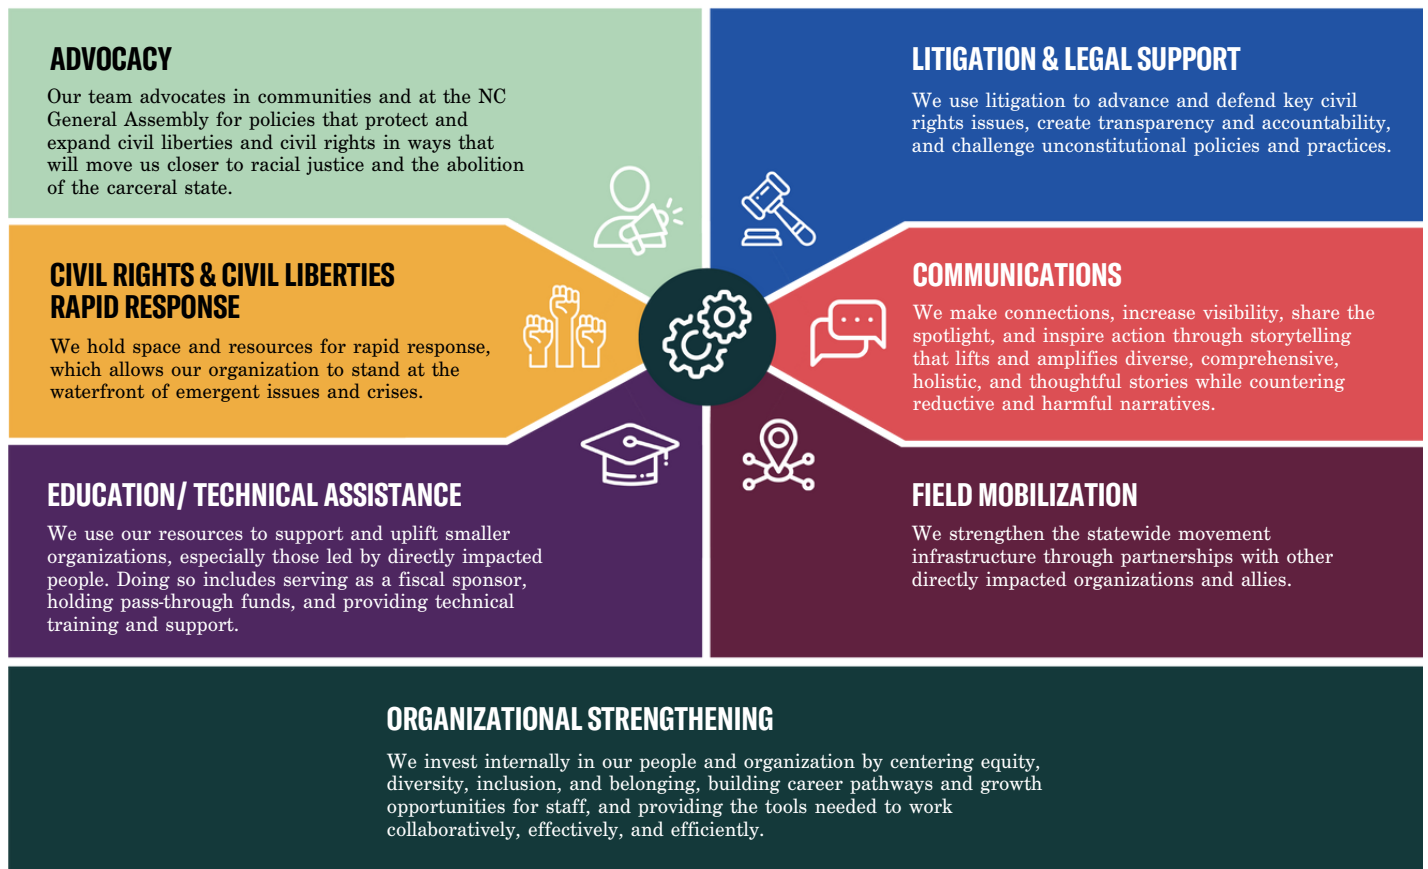 ADVOCACY
Our team advocates in communities and at the NC
General Assembly for policies that protect and
expand civil liberties and civil rights in ways that
will move us closer to racial justice and the abolition
of the carceral state.
LITIGATION & LEGAL SUPPORT
We use litigation to advance and defend key civil
rights issues, create transparency and accountability,
and challenge unconstitutional policies and practices.
CIVIL RIGHTS & CIVIL LIBERTIES
RAPID RESPONSE
We hold space and resources for rapid response,
which allows our organization to stand at the
waterfront of emergent issues and crises.
COMMUNICATIONS
We make connections, increase visibility, share the
spotlight, and inspire action through storytelling
that lifts and amplifies diverse, comprehensive,
holistic, and thoughtful stories while countering
reductive and harmful narratives.
EDUCATION/ TECHNICAL ASSISTANCE
We use our resources to support and uplift smaller
organizations, especially those led by directly impacted
people. Doing so includes serving as a fiscal sponsor,
holding pass-through funds, and providing technical
training and support.
FIELD MOBILIZATION
We strengthen the statewide movement
infrastructure through partnerships with other
directly impacted organizations and allies.
ORGANIZATIONAL STRENGTHENING
We invest internally in our people and organization by centering equity,
diversity, inclusion, and belonging, building career pathways and growth
opportunities for staff, and providing the tools needed to work
collaboratively, effectively, and efficiently.